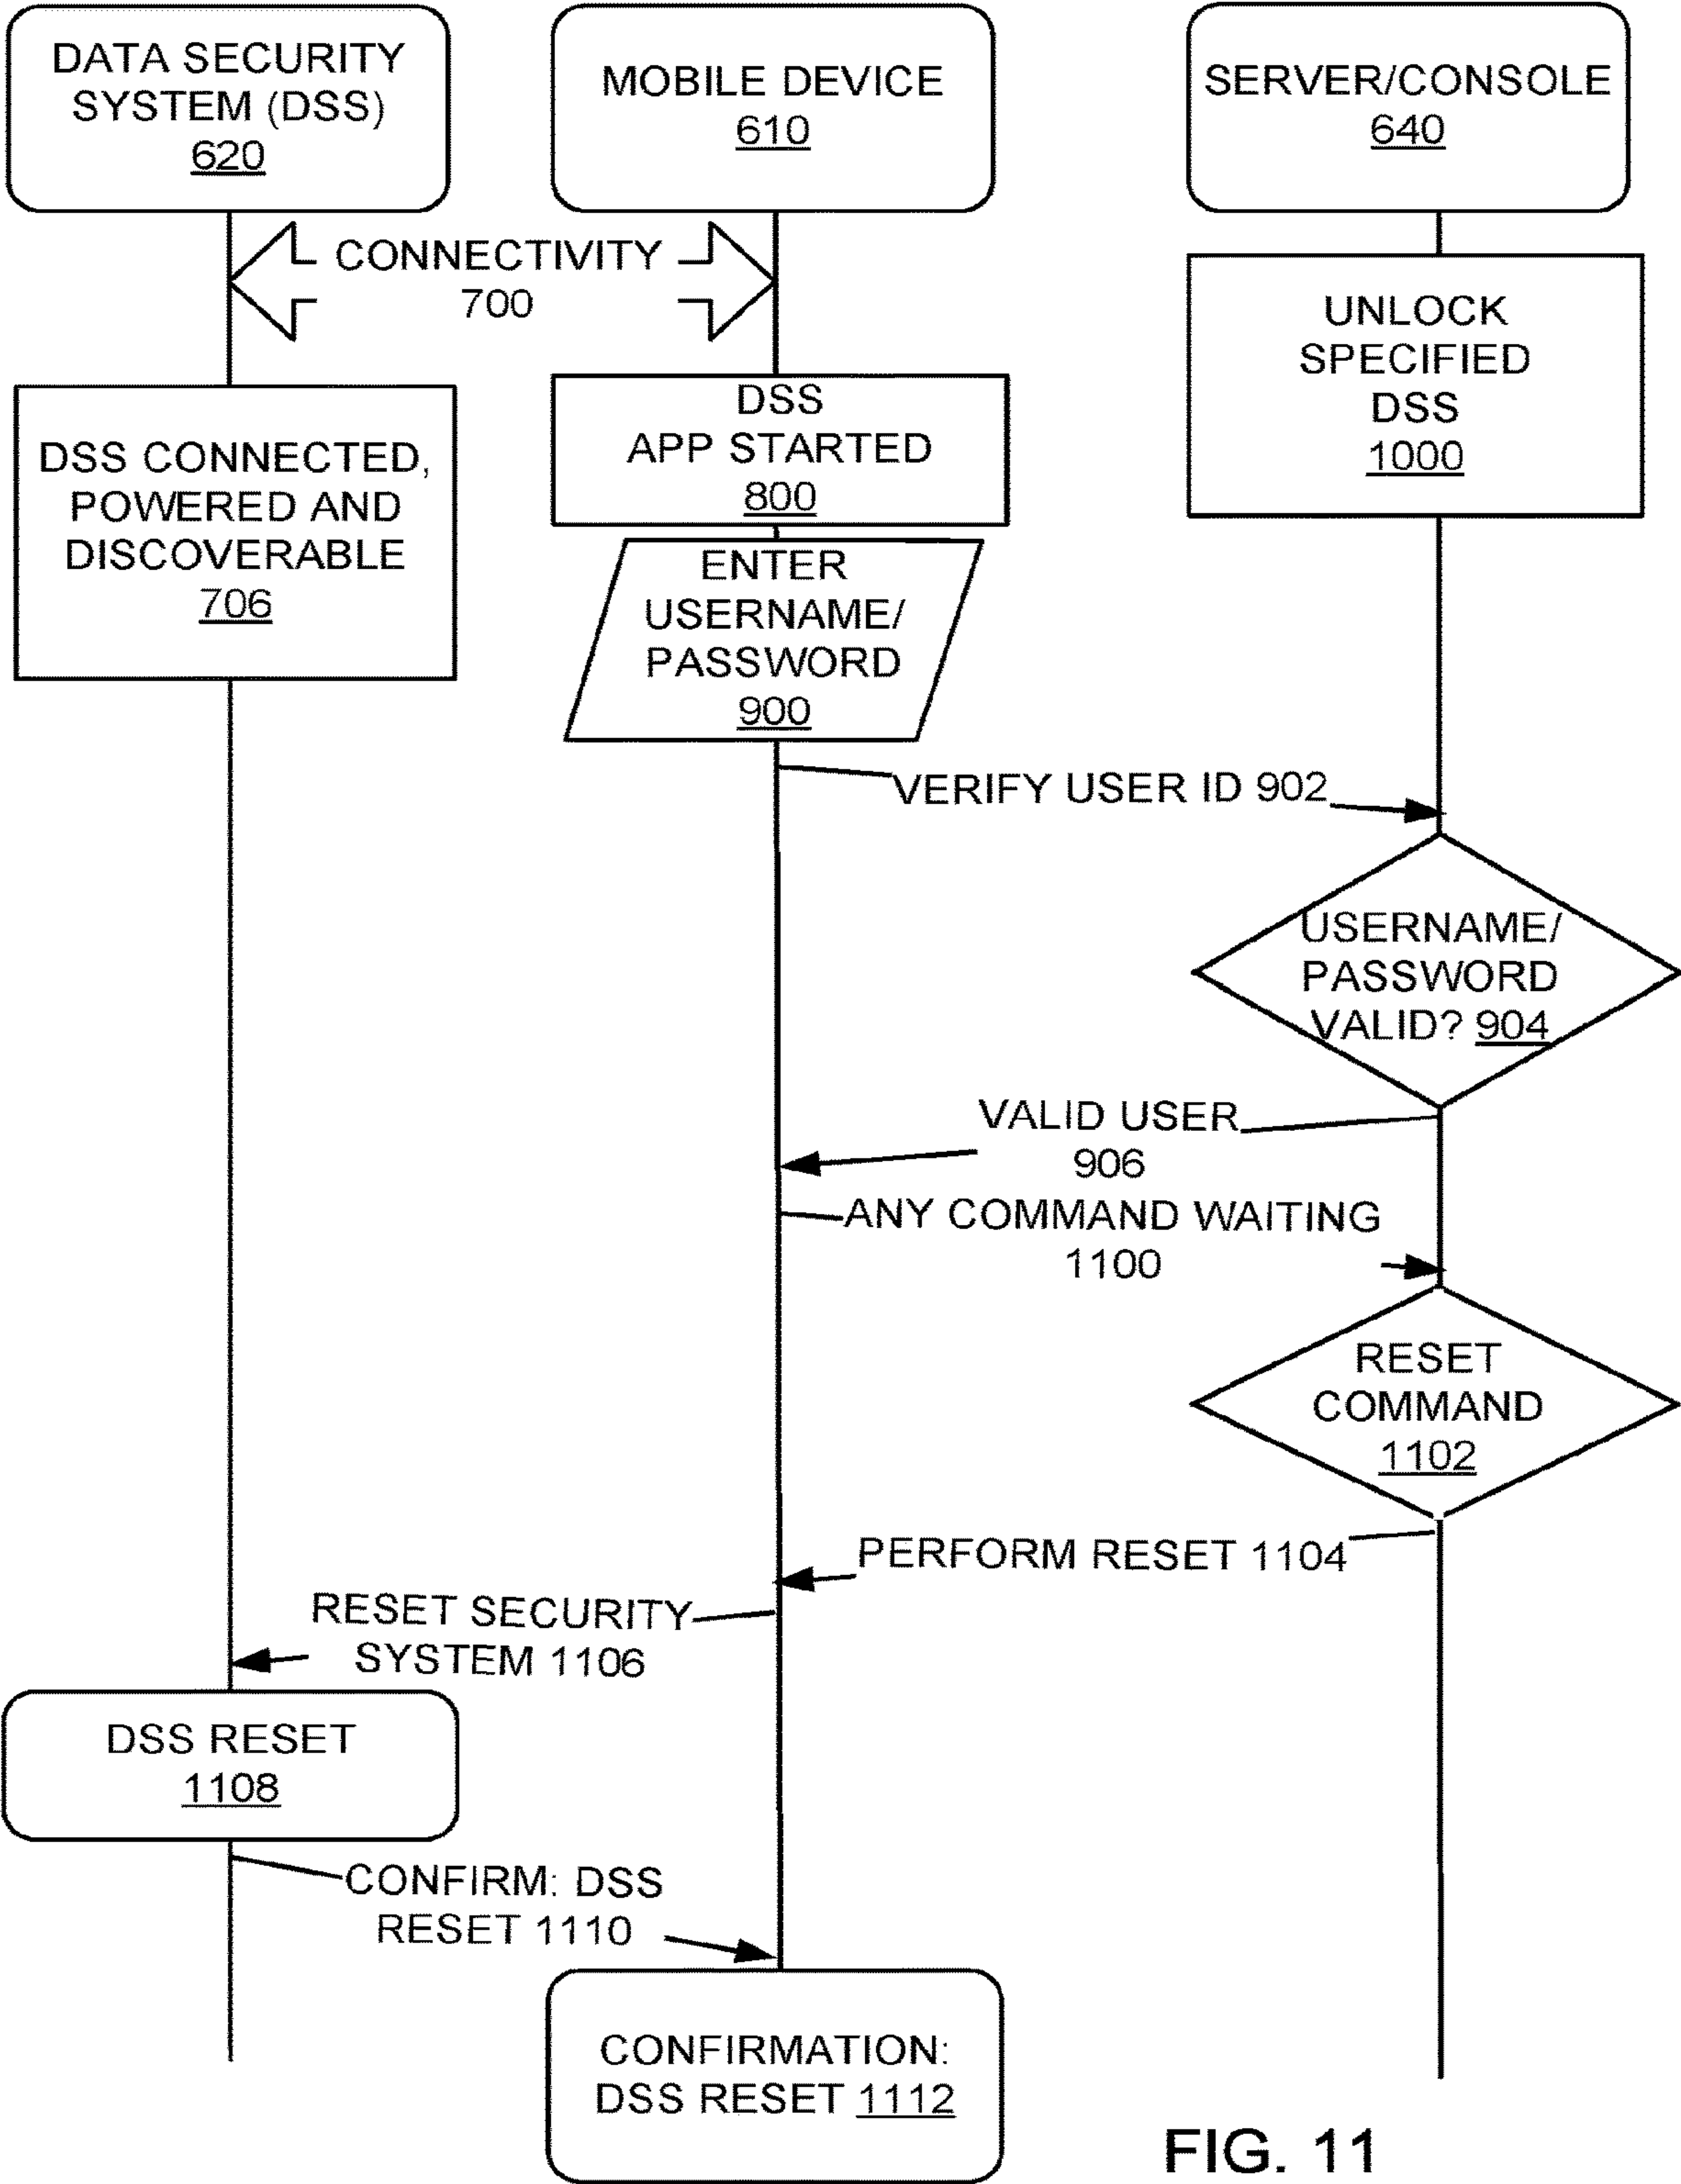 DATA SECURITY
SYSTEM (DSS)
620
MOBILE DEVICE
610
SERVER/CONSOLE
640
CONNECTIVITY
700
UNLOCK
SPECIFIED
DSS
1000
DSS CONNECTED,
POWERED AND
DISCOVERABLE
706
DSS
APP STARTED
800
ENTER
USERNAME/
PASSWORD
900
VERIFY USER ID 902
USERNAME/
PASSWORD
VALID? 904
VALID USER
906
ANY COMMAND WAITING
1100
RESET
COMMAND
1102
PERFORM RESET 1104
RESET SECURITY
SYSTEM 1106
DSS RESET
1108
CONFIRM: DSS
RESET 1110
CONFIRMATION:
DSS RESET 1112
FIG. 11